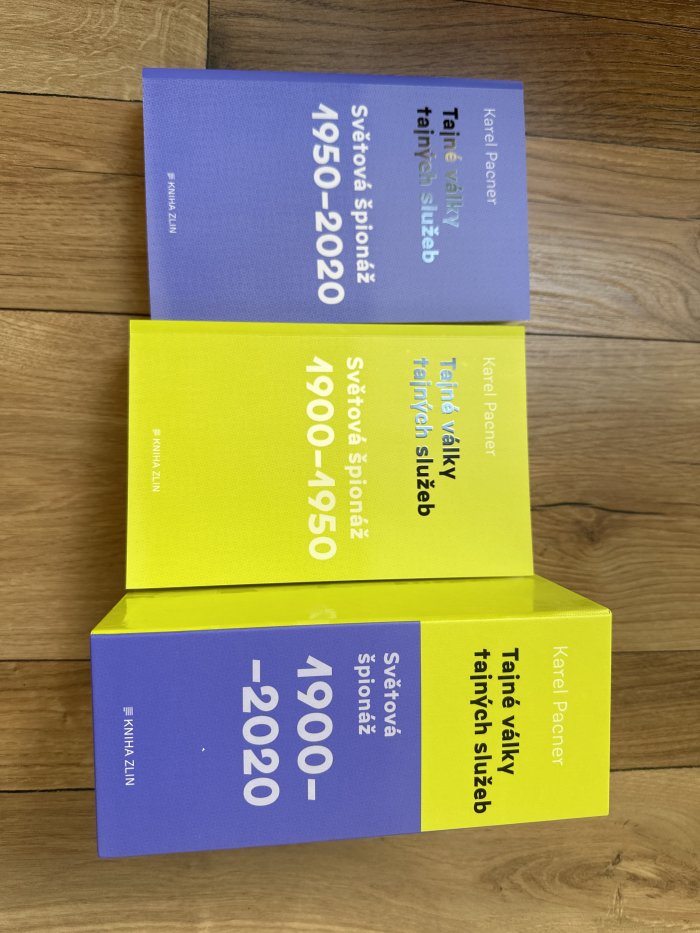 Karel Pacner
Tajné války
tajných služeb
Světová špionáž
1950–2020
KNIHA ZLIN
Karel Pacner
Tajné války
tajných služeb
Světová špionáž
1900–1950
KNIHA ZLIN
Karel Pacner
Tajné války
tajných služeb
Světová
špionáž
1900–
–2020
KNIHA ZLIN